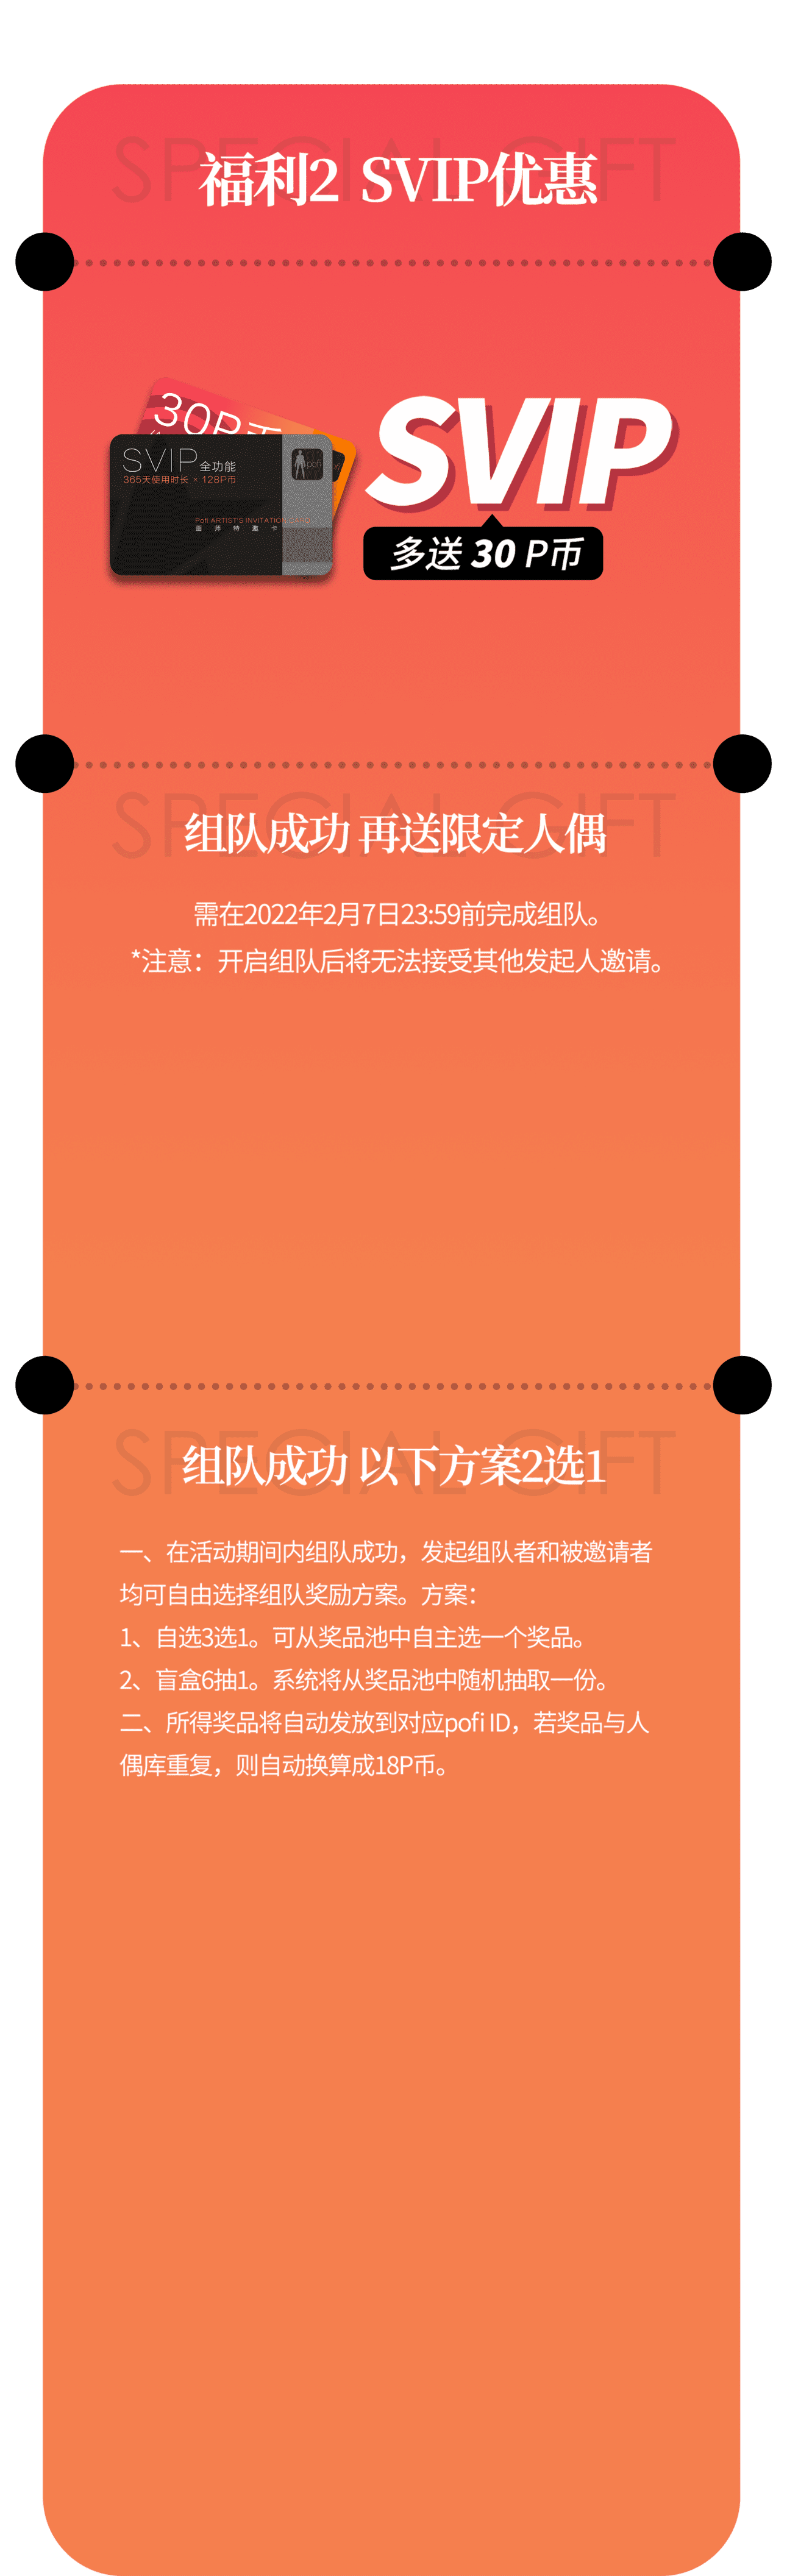 SPECIAL GIFT
福利2 SVIP优惠
30P币
SVIP全功能
365天使用时长 × 128P币
pofi
Pofi ARTIST'S INVITATION CARD
画师特邀卡
SVIP
多送 30 P币
SPECIAL GIFT
组队成功 再送限定人偶
需在2022年2月7日23:59前完成组队。
*注意：开启组队后将无法接受其他发起人邀请。
SPECIAL GIFT
组队成功 以下方案2选1
一、在活动期间内组队成功，发起组队者和被邀请者
均可自由选择组队奖励方案。方案：
1、自选3选1。可从奖品池中自主选一个奖品。
2、盲盒6抽1。系统将从奖品池中随机抽取一份。
二、所得奖品将自动发放到对应pofi ID，若奖品与人
偶库重复，则自动换算成18P币。